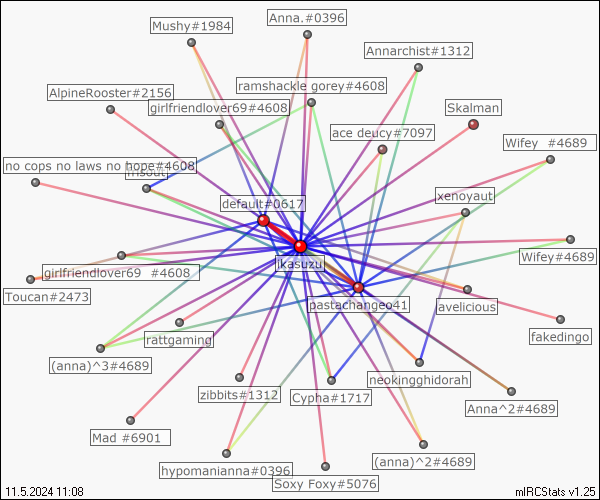 Mushy#1984
Anna.#0396
Annarchist#1312
AlpineRooster#2156
ramshackle gorey#4608
girlfriendlover69#4608
Skalman
ace deucy#7097
Wifey #4689
no cops no laws no hope#4608
xenoyaut
default#0617
Wifey#4689
ikasuzu
girlfriendlover69 #4608
Toucan#2473
pastachangeo41
lavelicious
fakedingo
rattgaming
(anna)^3#4689
neokingghidorah
zibbits#1312
Cypha#1717
Anna^2#4689
Mad #6901
(anna)^2#4689
hypomanianna#0396
Soxy Foxy#5076
11.5.2024 11:08
mIRCStats v1.25